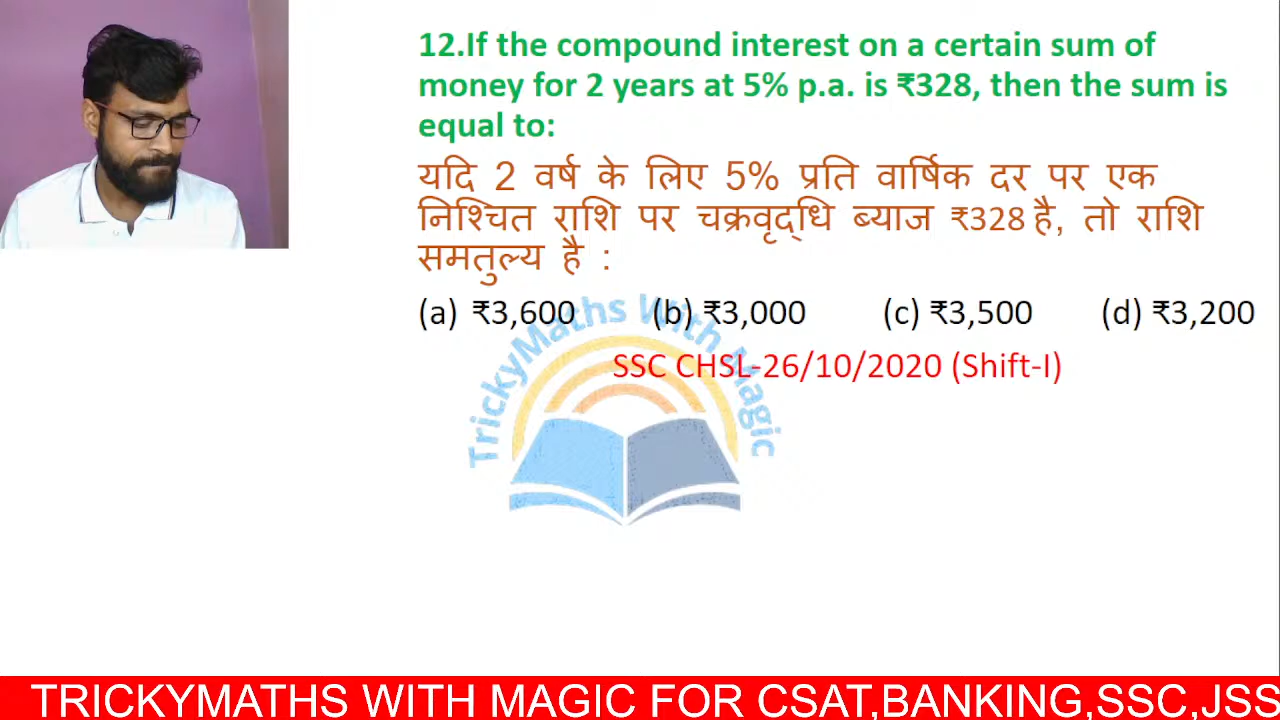 12.If the compound interest on a certain sum of
money for 2 years at 5% p.a. is ₹328, then the sum is
equal to:
यदि 2 वर्ष के लिए 5% प्रति वार्षिक दर पर एक
निश्चित राशि पर चक्रवृद्धि ब्याज ₹328 है, तो राशि
समतुल्य है :
(a) ₹3,600 (b) ₹3,000 (c) ₹3,500 (d) ₹3,200
SSC CHSL-26/10/2020 (Shift-I)
TrickyMaths With Magic
TRICKYMATHS WITH MAGIC FOR CSAT,BANKING,SSC,JSS